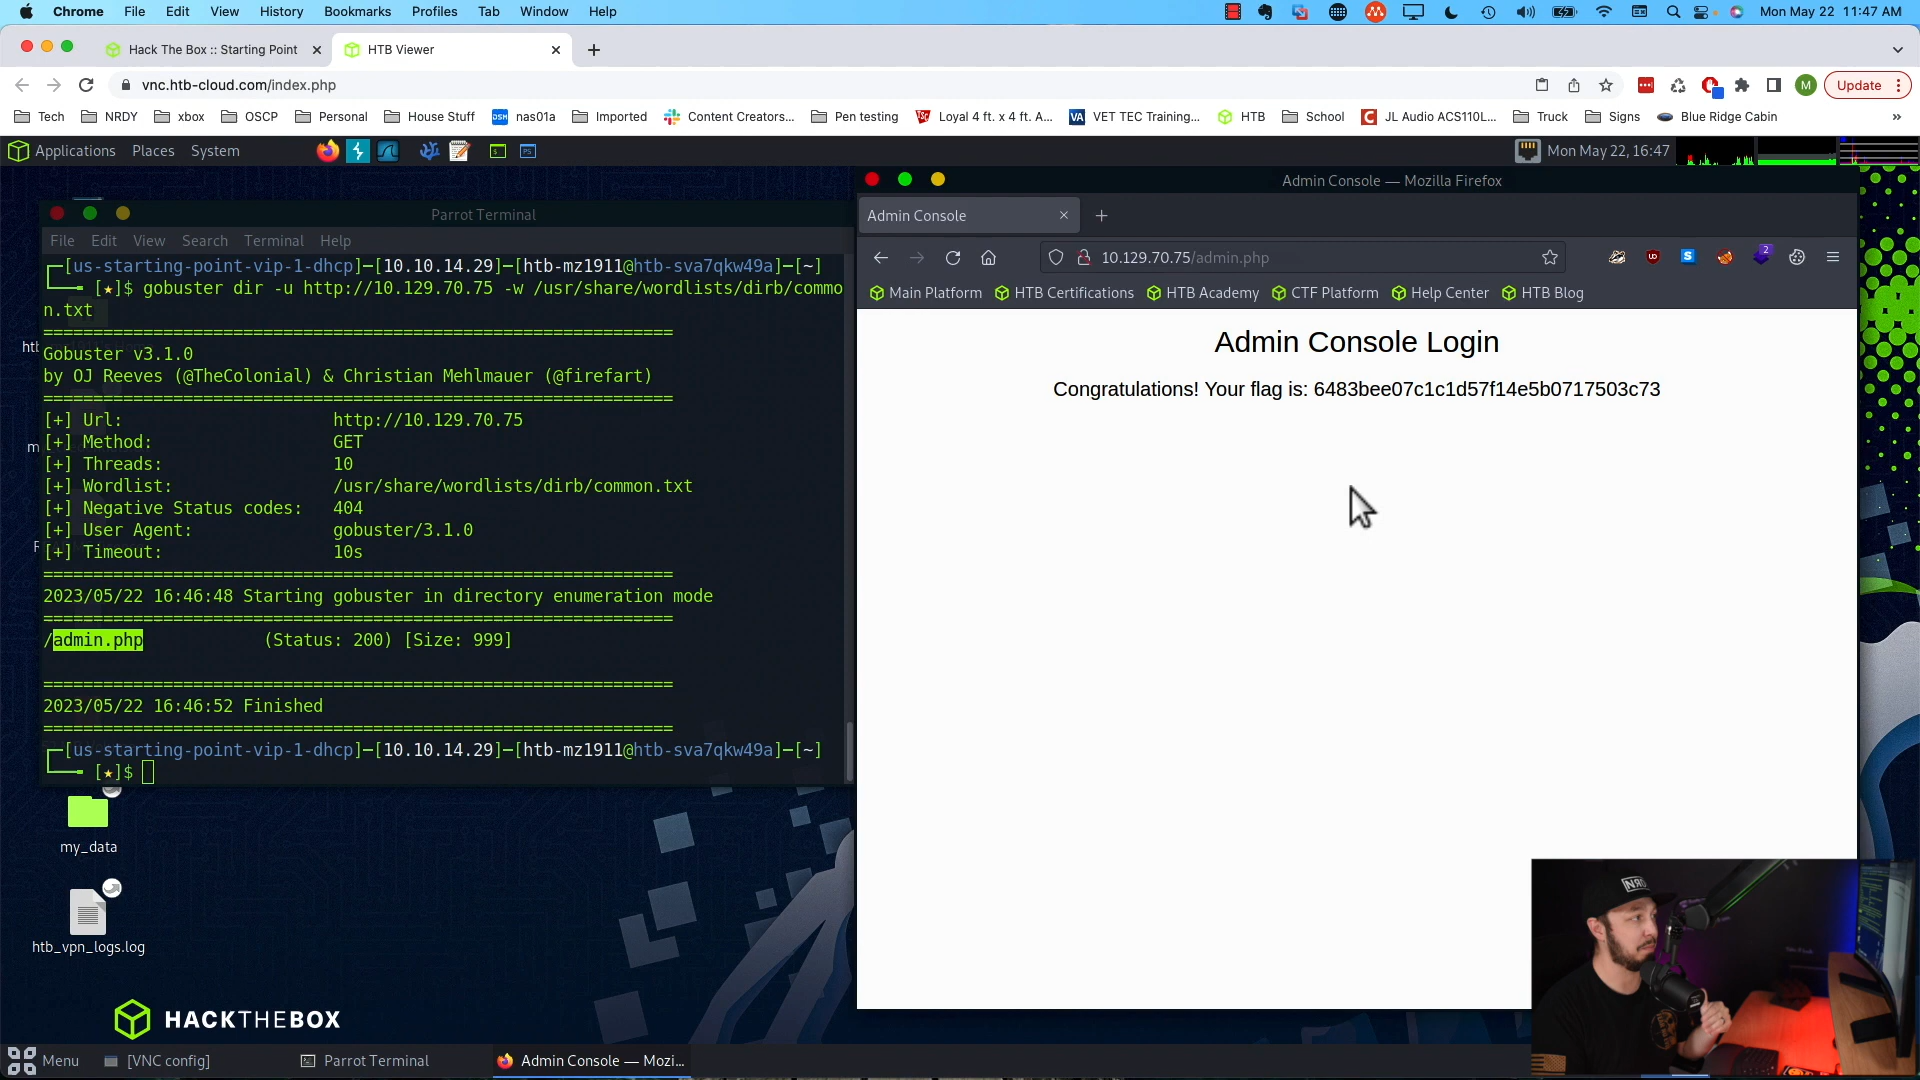 Chrome File Edit View History Bookmarks Profiles Tab Window Help Mon May 22 11:47 AM
Hack The Box :: Starting Point HTB Viewer
vnc.htb-cloud.com/index.php M Update
Tech NRDY xbox OSCP Personal House Stuff nas01a Imported Content Creators... Pen testing Loyal 4 ft. x 4 ft. A... VET TEC Training... HTB School JL Audio ACS110L... Truck Signs Blue Ridge Cabin »
Applications Places System Mon May 22, 16:47
Parrot Terminal
File Edit View Search Terminal Help
┌─[us-starting-point-vip-1-dhcp]─[10.10.14.29]─[htb-mz1911@htb-sva7qkw49a]─[~]
└──╼ [★]$ gobuster dir -u http://10.129.70.75 -w /usr/share/wordlists/dirb/commo
n.txt
===============================================================
Gobuster v3.1.0
by OJ Reeves (@TheColonial) & Christian Mehlmauer (@firefart)
===============================================================
[+] Url: http://10.129.70.75
[+] Method: GET
[+] Threads: 10
[+] Wordlist: /usr/share/wordlists/dirb/common.txt
[+] Negative Status codes: 404
[+] User Agent: gobuster/3.1.0
[+] Timeout: 10s
===============================================================
2023/05/22 16:46:48 Starting gobuster in directory enumeration mode
===============================================================
/admin.php (Status: 200) [Size: 999]
===============================================================
2023/05/22 16:46:52 Finished
===============================================================
┌─[us-starting-point-vip-1-dhcp]─[10.10.14.29]─[htb-mz1911@htb-sva7qkw49a]─[~]
└──╼ [★]$
my_data
htb_vpn_logs.log
HACKTHEBOX
Admin Console — Mozilla Firefox
Admin Console
10.129.70.75/admin.php 2
Main Platform HTB Certifications HTB Academy CTF Platform Help Center HTB Blog
Admin Console Login
Congratulations! Your flag is: 6483bee07c1c1d57f14e5b0717503c73
Menu [VNC config] Parrot Terminal Admin Console — Mozi...